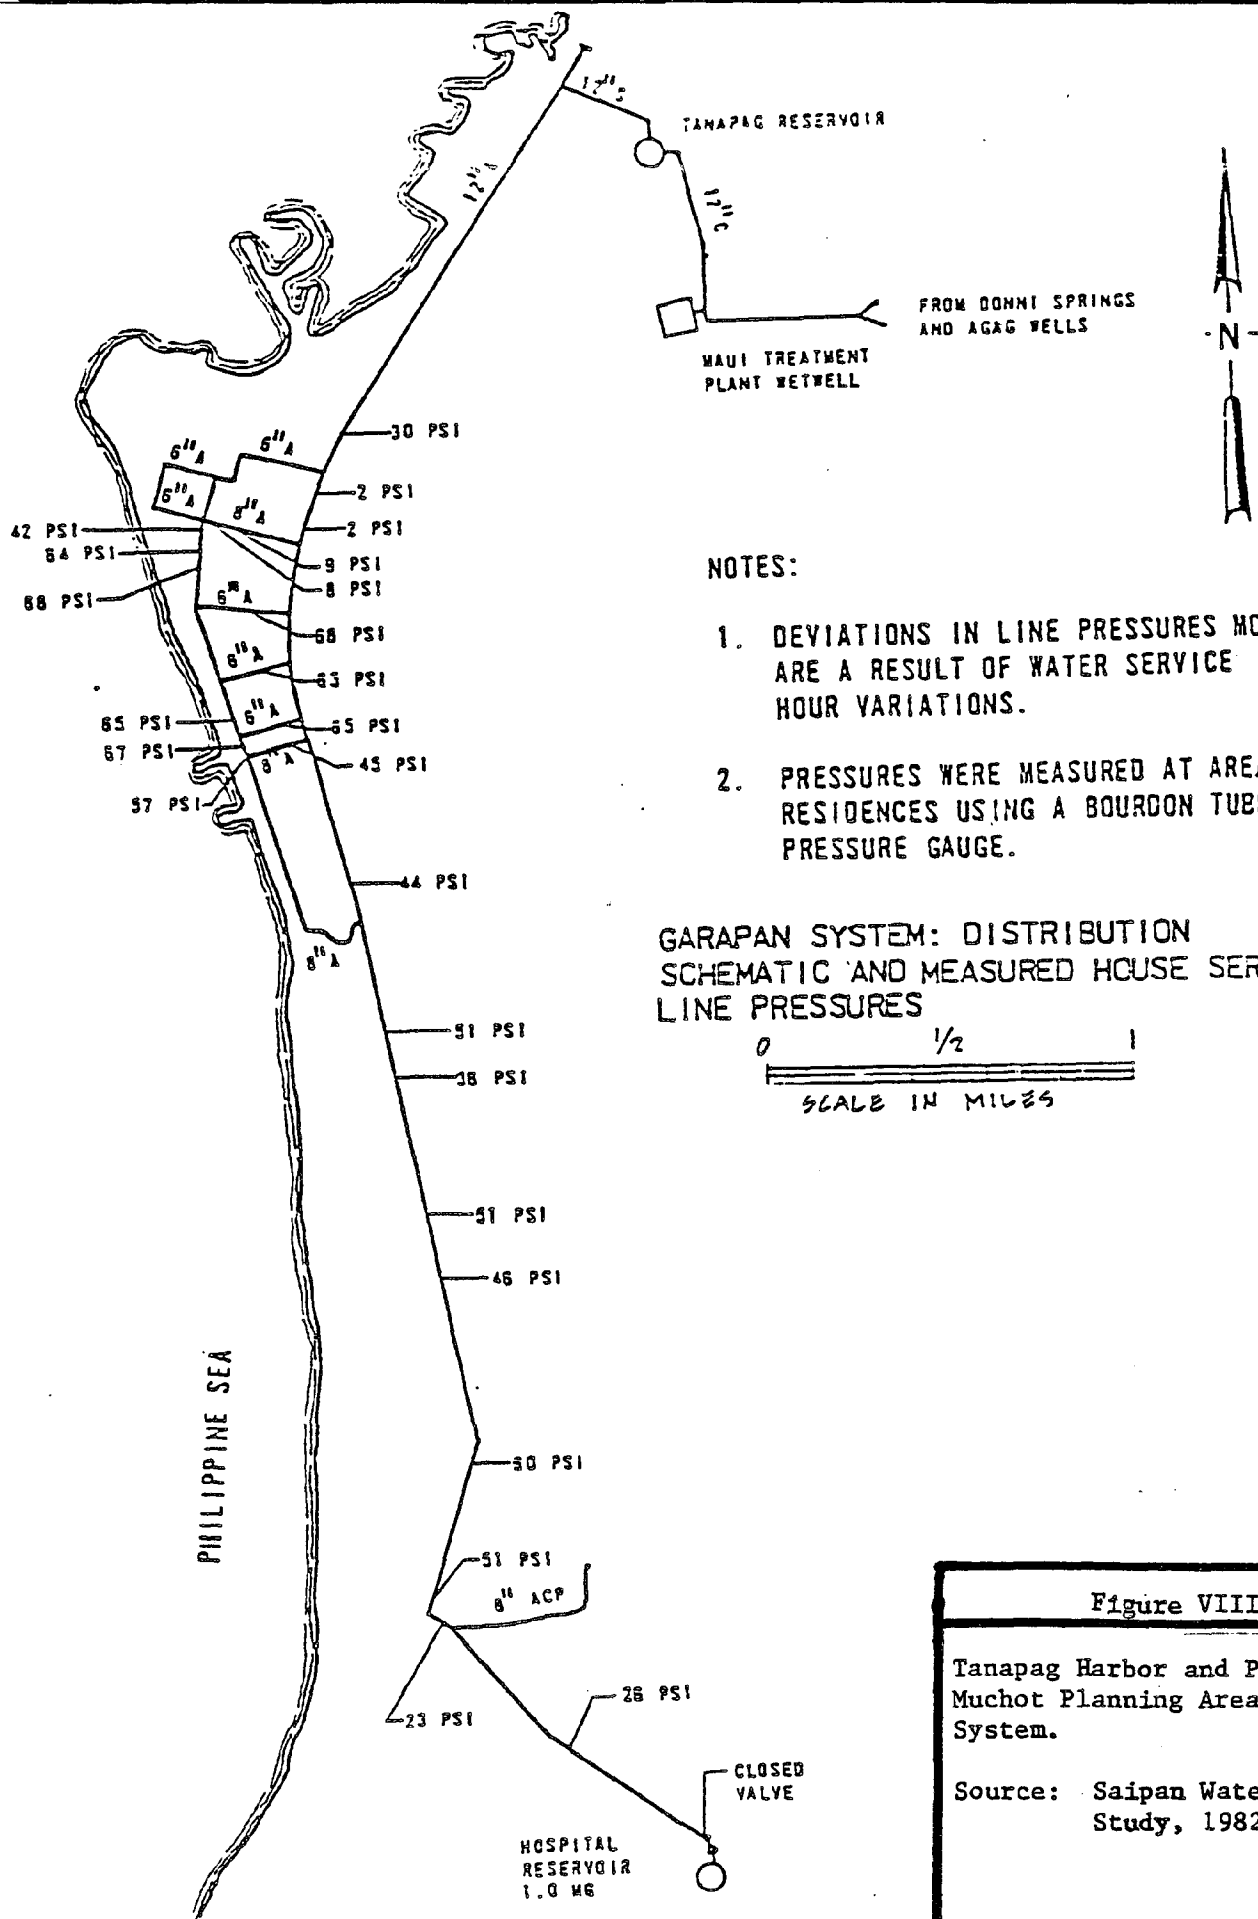 12" S
TANAPAG RESERVOIR
12" A
12" C
FROM DONNI SPRINGS
AND AGAG WELLS
N
MAUI TREATMENT
PLANT WETWELL
30 PSI
6" A
6" A
6" A
8" A
2 PSI
2 PSI
42 PSI
64 PSI
9 PSI
8 PSI
68 PSI
6" A
NOTES:
1. DEVIATIONS IN LINE PRESSURES
ARE A RESULT OF WATER SERVICE
HOUR VARIATIONS.
66 PSI
6" A
63 PSI
65 PSI
6" A
65 PSI
67 PSI
8" A
45 PSI
57 PSI
2. PRESSURES WERE MEASURED AT
RESIDENCES USING A BOURDON
PRESSURE GAUGE.
44 PSI
8" A
GARAPAN SYSTEM: DISTRIBUTION
SCHEMATIC AND MEASURED HOUSE
LINE PRESSURES
0 1/2 1
SCALE IN MILES
51 PSI
38 PSI
51 PSI
46 PSI
PHILIPPINE SEA
50 PSI
51 PSI
8" ACP
23 PSI
26 PSI
CLOSED
VALVE
HOSPITAL
RESERVOIR
1.0 MG
Figure VIII
Tanapag Harbor and P
Muchot Planning Area
System.
Source: Saipan Wate
Study, 1982